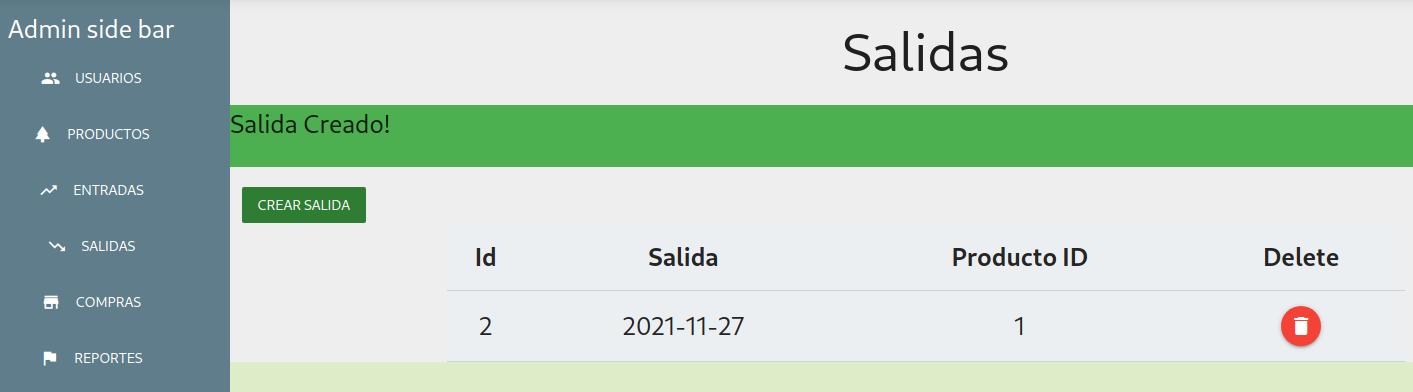 Admin side bar
USUARIOS
PRODUCTOS
ENTRADAS
SALIDAS
COMPRAS
REPORTES
Salidas
Salida Creado!
CREAR SALIDA
Id Salida Producto ID Delete
2 2021-11-27 1